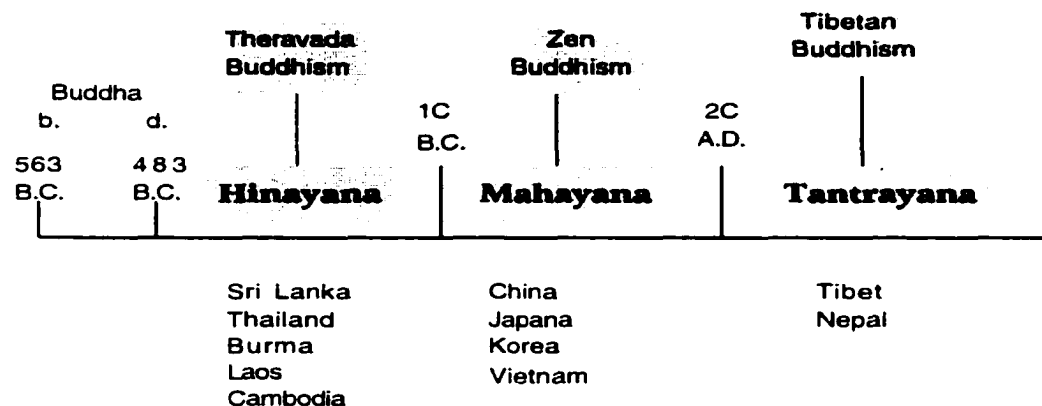 Theravada
Buddhism
Zen
Buddhism
Tibetan
Buddhism
Buddha
b. d.
563
B.C.
483
B.C.
1C
B.C.
2C
A.D.
Hinayana
Mahayana
Tantrayana
Sri Lanka
Thailand
Burma
Laos
Cambodia
China
Japana
Korea
Vietnam
Tibet
Nepal